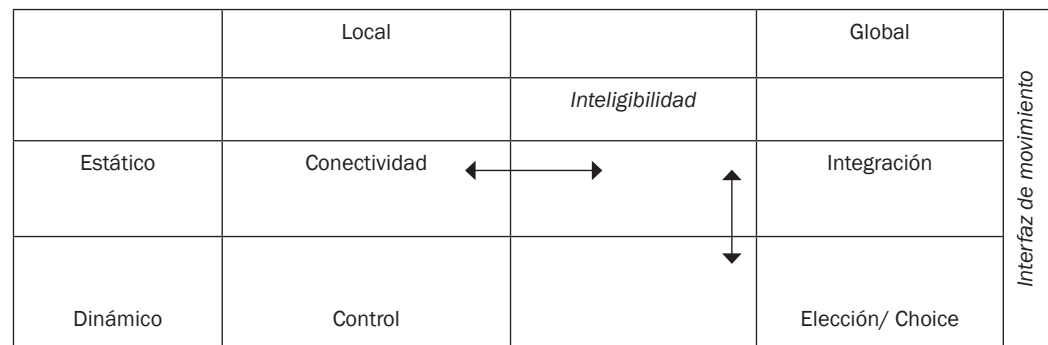 Local
Global
Inteligibilidad
Estático
Conectividad
Integración
Dinámico
Control
Elección/ Choice
Interfaz de movimiento